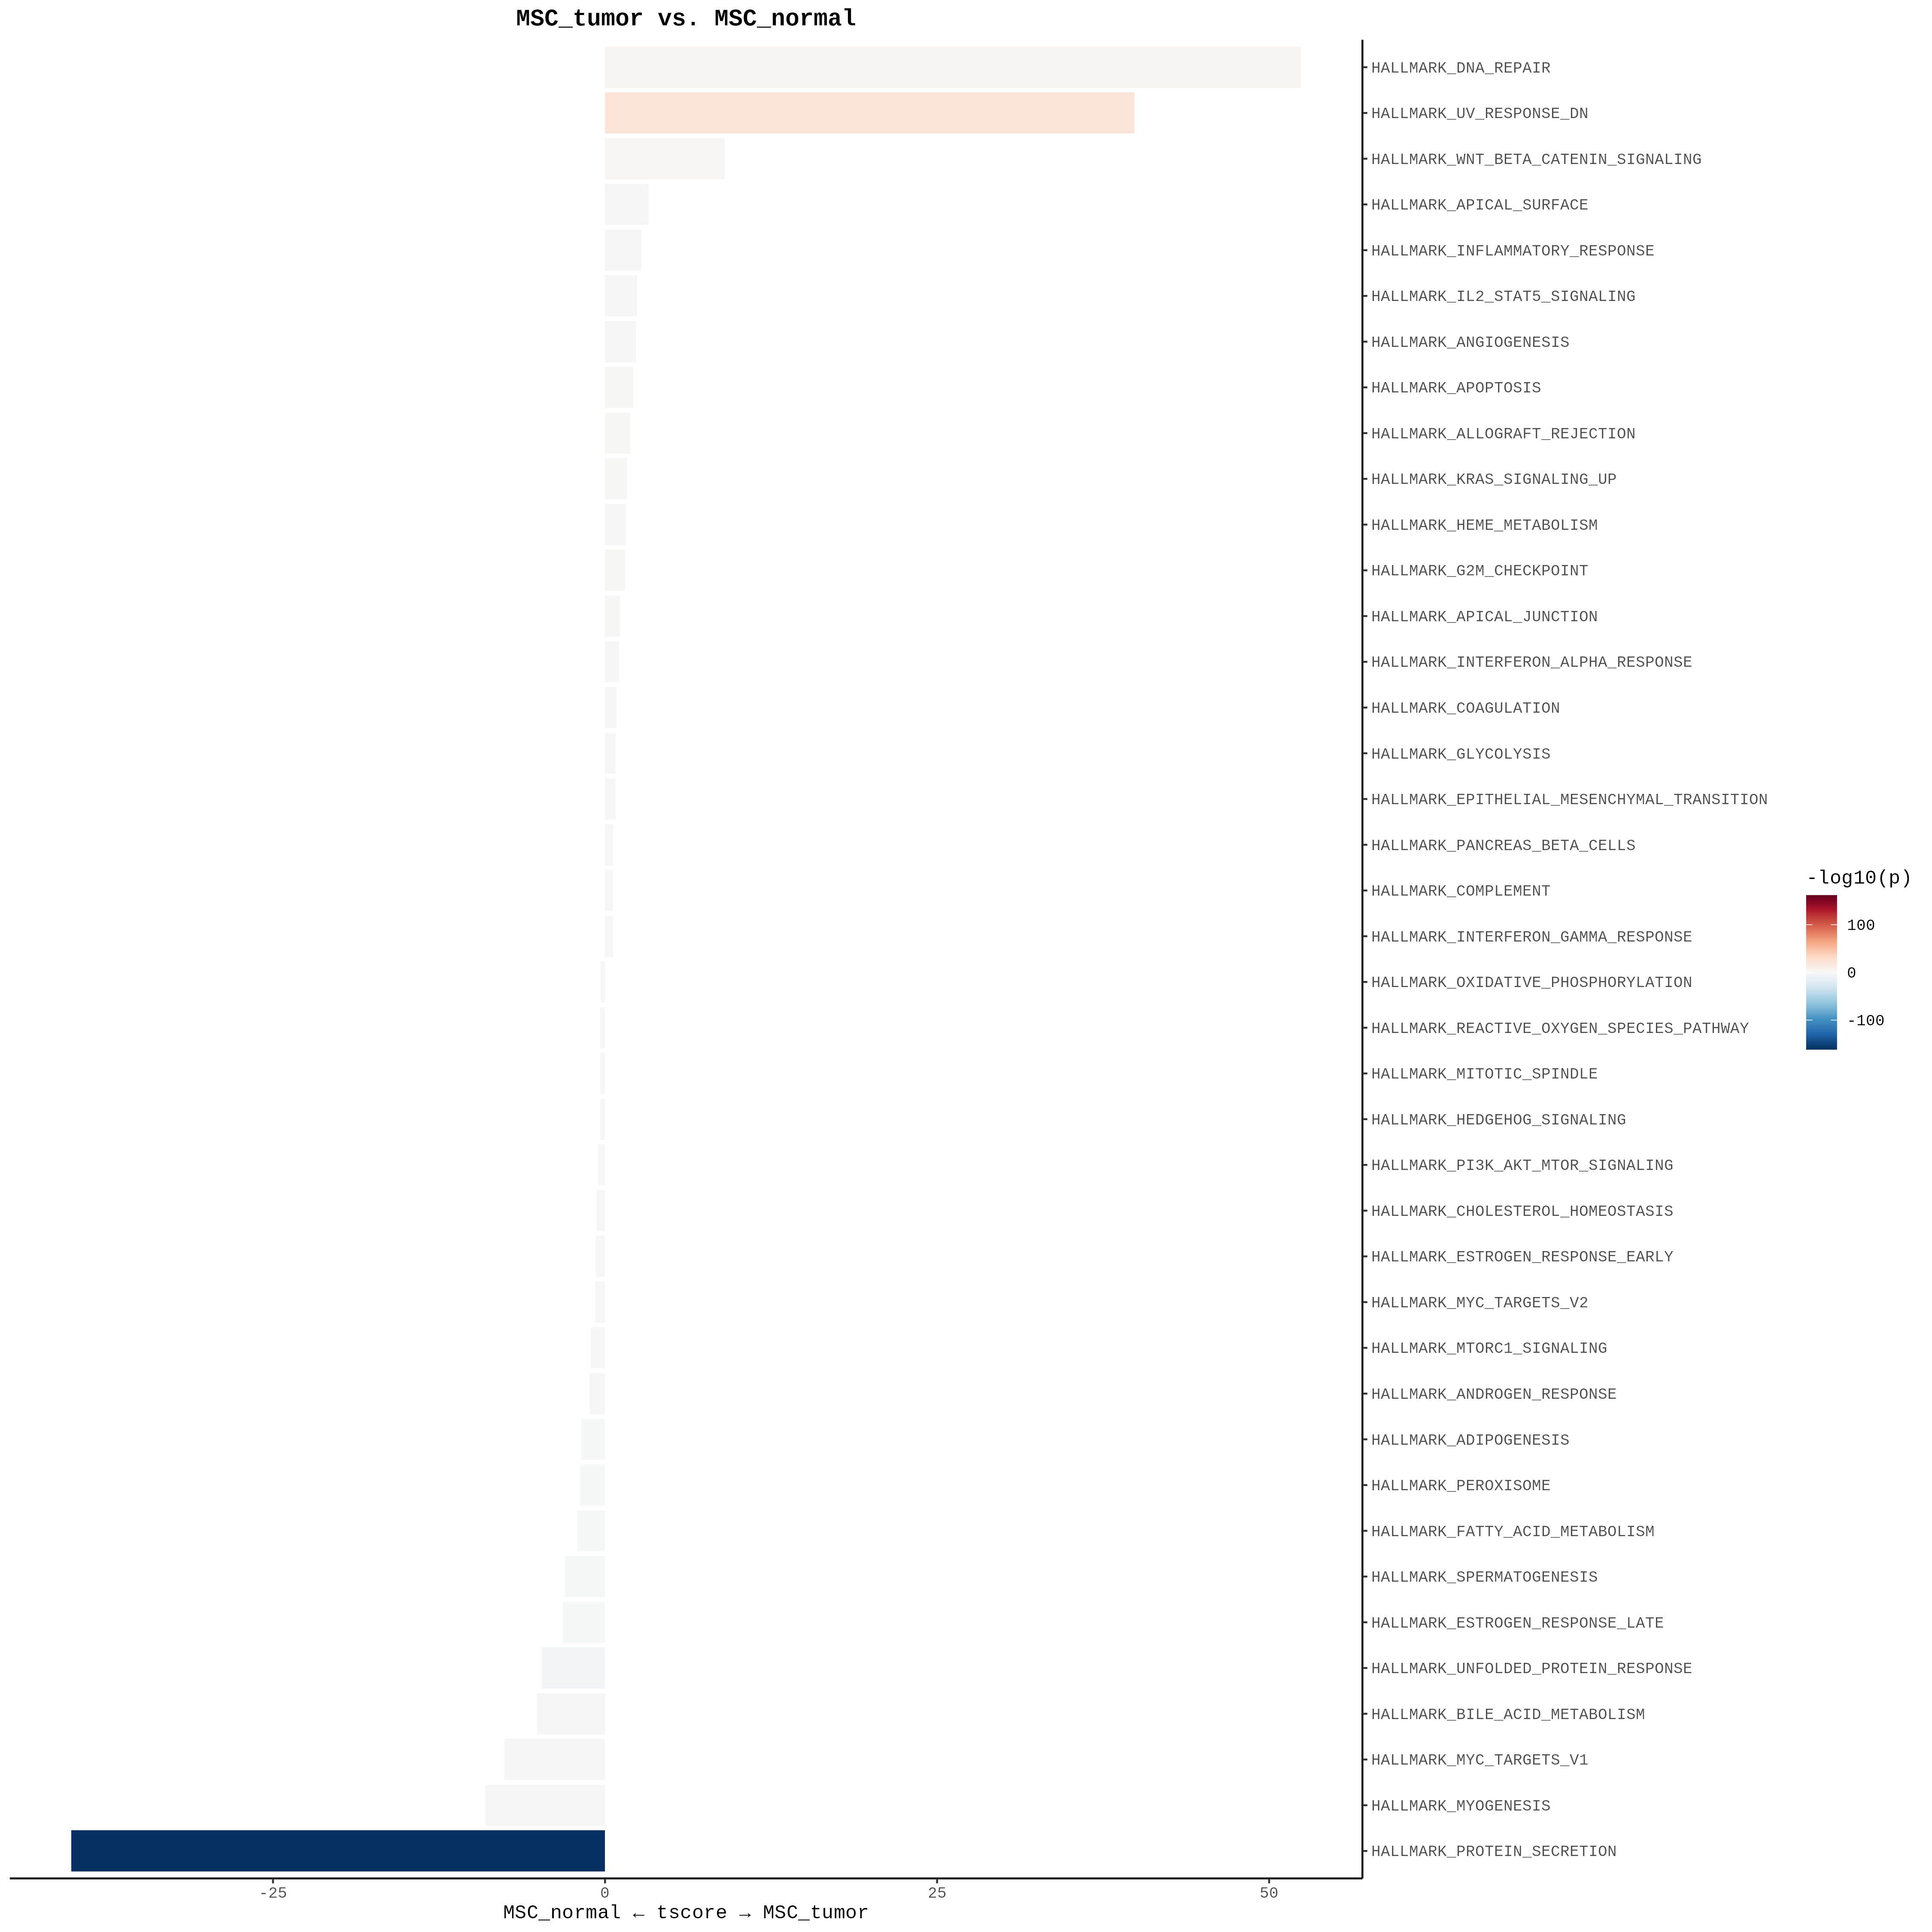 MSC_tumor vs. MSC_normal
HALLMARK_DNA_REPAIR
HALLMARK_UV_RESPONSE_DN
HALLMARK_WNT_BETA_CATENIN_SIGNALING
HALLMARK_APICAL_SURFACE
HALLMARK_INFLAMMATORY_RESPONSE
HALLMARK_IL2_STAT5_SIGNALING
HALLMARK_ANGIOGENESIS
HALLMARK_APOPTOSIS
HALLMARK_ALLOGRAFT_REJECTION
HALLMARK_KRAS_SIGNALING_UP
HALLMARK_HEME_METABOLISM
HALLMARK_G2M_CHECKPOINT
HALLMARK_APICAL_JUNCTION
HALLMARK_INTERFERON_ALPHA_RESPONSE
HALLMARK_COAGULATION
HALLMARK_GLYCOLYSIS
HALLMARK_EPITHELIAL_MESENCHYMAL_TRANSITION
HALLMARK_PANCREAS_BETA_CELLS
HALLMARK_COMPLEMENT
HALLMARK_INTERFERON_GAMMA_RESPONSE
HALLMARK_OXIDATIVE_PHOSPHORYLATION
HALLMARK_REACTIVE_OXYGEN_SPECIES_PATHWAY
HALLMARK_MITOTIC_SPINDLE
HALLMARK_HEDGEHOG_SIGNALING
HALLMARK_PI3K_AKT_MTOR_SIGNALING
HALLMARK_CHOLESTEROL_HOMEOSTASIS
HALLMARK_ESTROGEN_RESPONSE_EARLY
HALLMARK_MYC_TARGETS_V2
HALLMARK_MTORC1_SIGNALING
HALLMARK_ANDROGEN_RESPONSE
HALLMARK_ADIPOGENESIS
HALLMARK_PEROXISOME
HALLMARK_FATTY_ACID_METABOLISM
HALLMARK_SPERMATOGENESIS
HALLMARK_ESTROGEN_RESPONSE_LATE
HALLMARK_UNFOLDED_PROTEIN_RESPONSE
HALLMARK_BILE_ACID_METABOLISM
HALLMARK_MYC_TARGETS_V1
HALLMARK_MYOGENESIS
HALLMARK_PROTEIN_SECRETION
-25 0 25 50
MSC_normal ← tscore → MSC_tumor
-log10(p)
100
0
-100